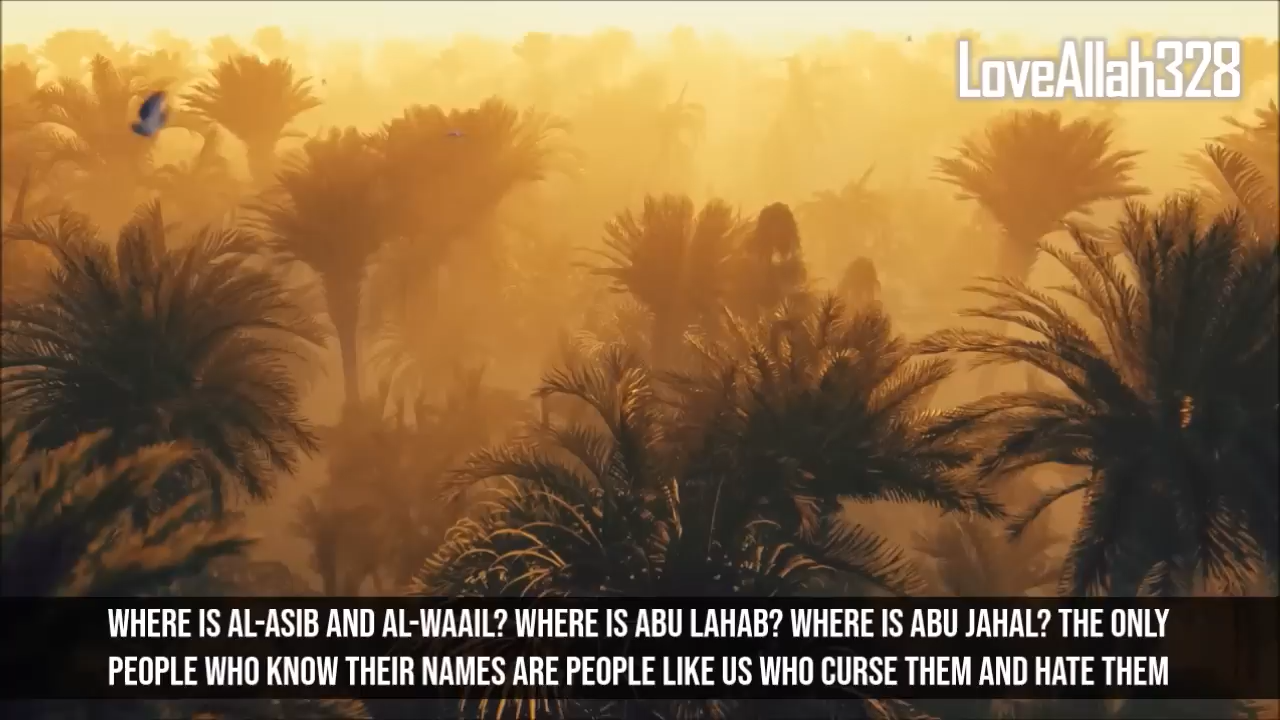 LoveAllah328
WHERE IS AL-ASIB AND AL-WAAIL? WHERE IS ABU LAHAB? WHERE IS ABU JAHAL? THE ONLY
PEOPLE WHO KNOW THEIR NAMES ARE PEOPLE LIKE US WHO CURSE THEM AND HATE THEM